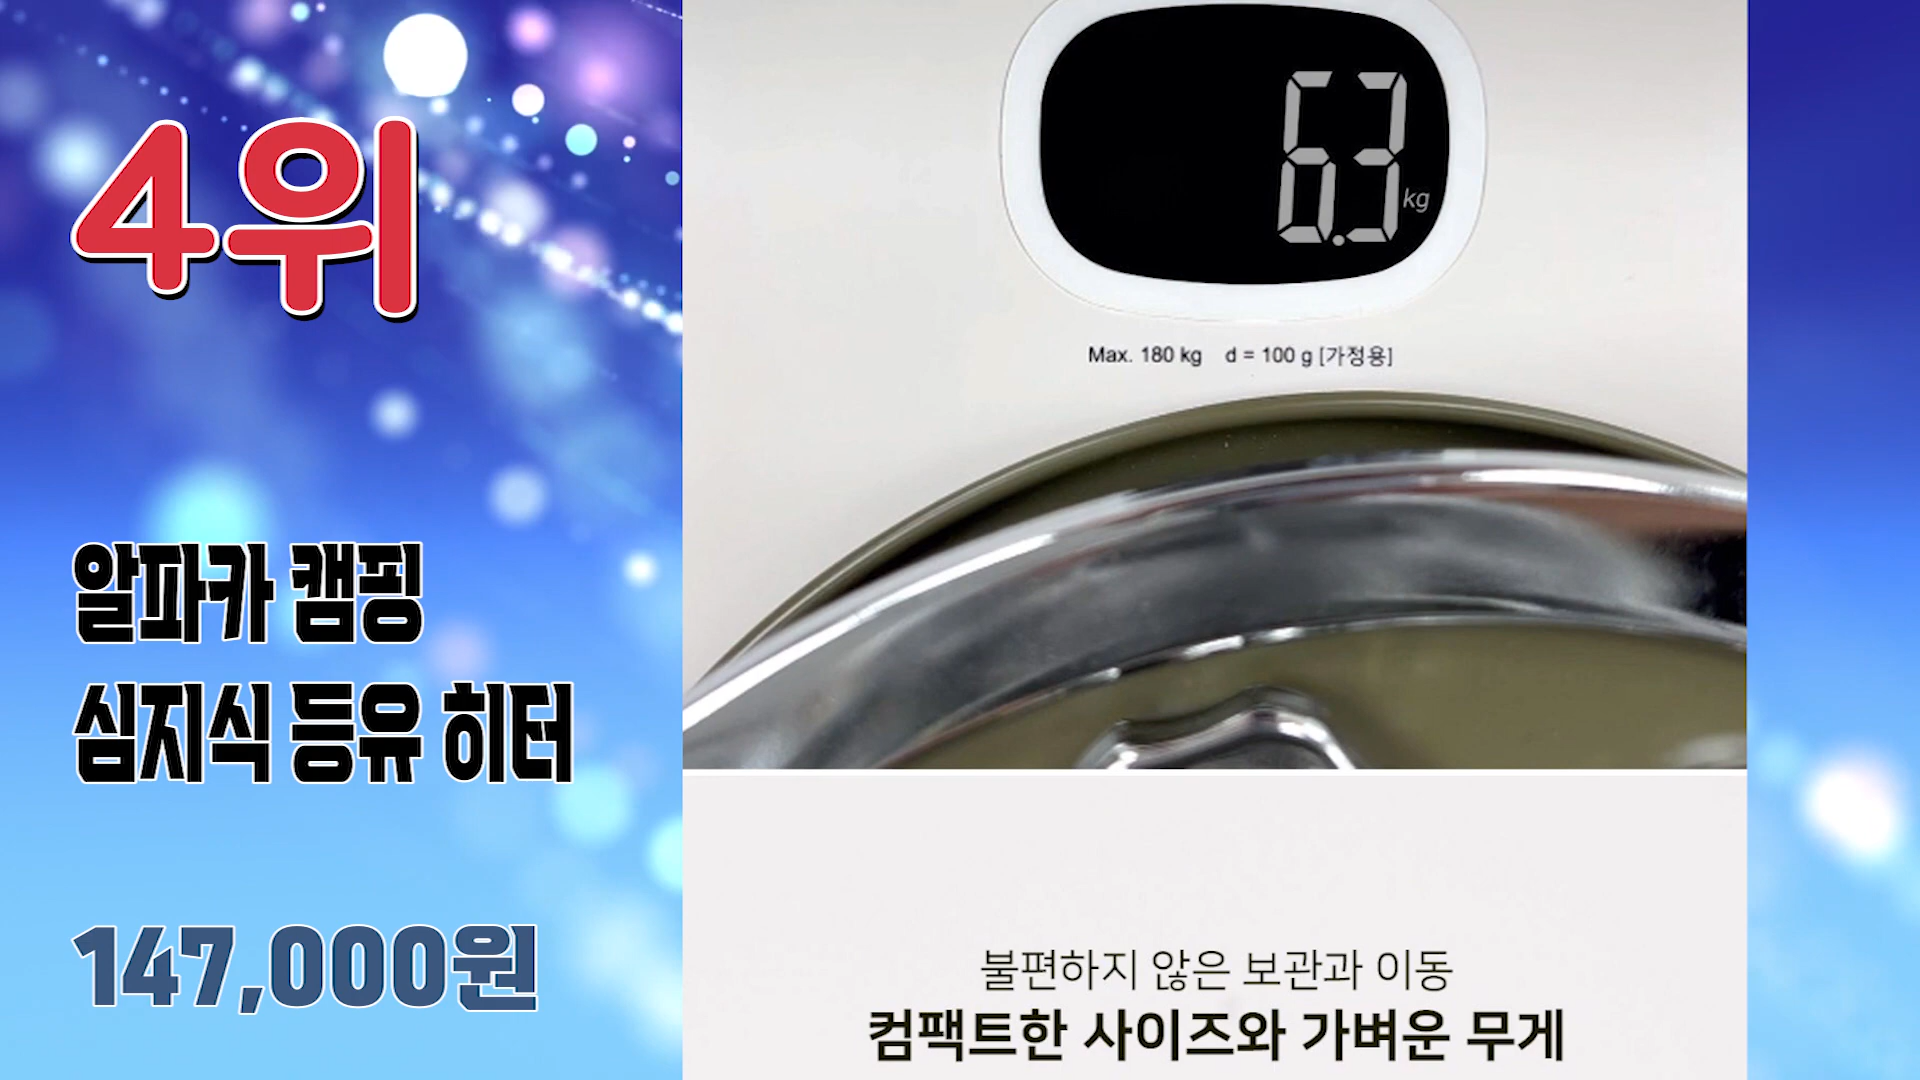 4위
알파카 캠핑
심지식 등유 히터
147,000원
6.3 kg
Max. 180 kg d = 100 g [가정용]
불편하지 않은 보관과 이동
컴팩트한 사이즈와 가벼운 무게